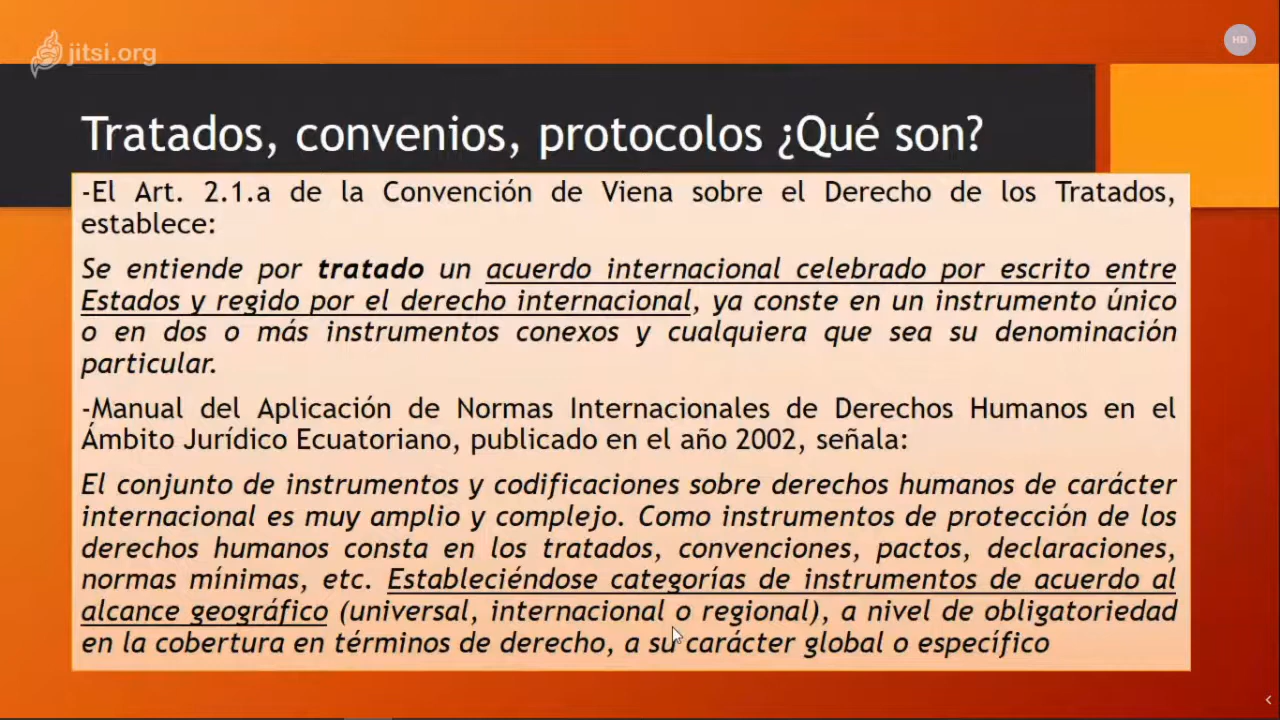 jitsi.org
HD
Tratados, convenios, protocolos ¿Qué son?
-El Art. 2.1.a de la Convención de Viena sobre el Derecho de los Tratados,
establece:
Se entiende por tratado un acuerdo internacional celebrado por escrito entre
Estados y regido por el derecho internacional, ya conste en un instrumento único
o en dos o más instrumentos conexos y cualquiera que sea su denominación
particular.
-Manual del Aplicación de Normas Internacionales de Derechos Humanos en el
Ámbito Jurídico Ecuatoriano, publicado en el año 2002, señala:
El conjunto de instrumentos y codificaciones sobre derechos humanos de carácter
internacional es muy amplio y complejo. Como instrumentos de protección de los
derechos humanos consta en los tratados, convenciones, pactos, declaraciones,
normas mínimas, etc. Estableciéndose categorías de instrumentos de acuerdo al
alcance geográfico (universal, internacional o regional), a nivel de obligatoriedad
en la cobertura en términos de derecho, a su carácter global o específico